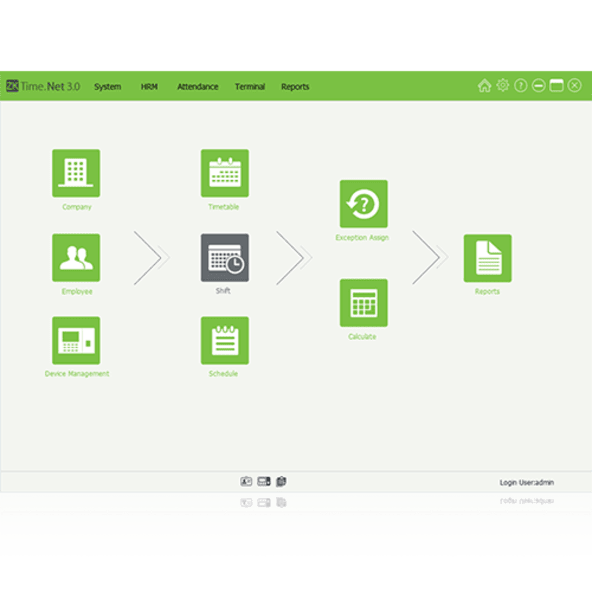 ZK Time.Net 3.0 System HRM Attendance Terminal Reports
Company
Timetable
Exception Assign
Employee
Shift
Reports
Calculate
Device Management
Schedule
Login User:admin